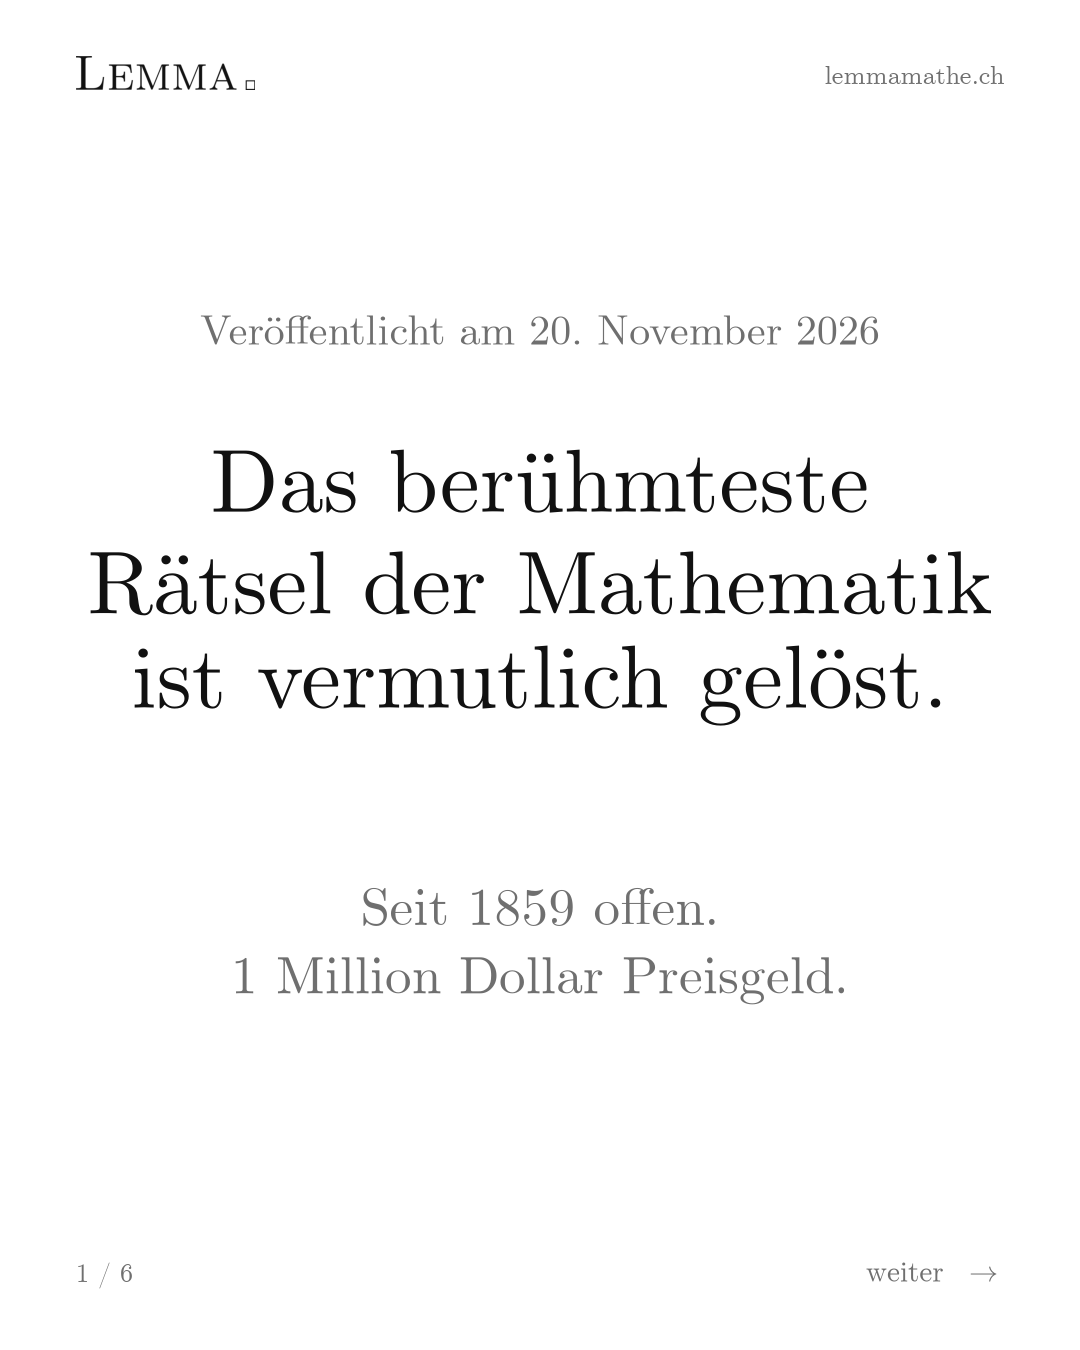 LEMMA.
lemmamathe.ch
Veröffentlicht am 20. November 2026
Das berühmteste
Rätsel der Mathematik
ist vermutlich gelöst.
Seit 1859 offen.
1 Million Dollar Preisgeld.
1 / 6
weiter →